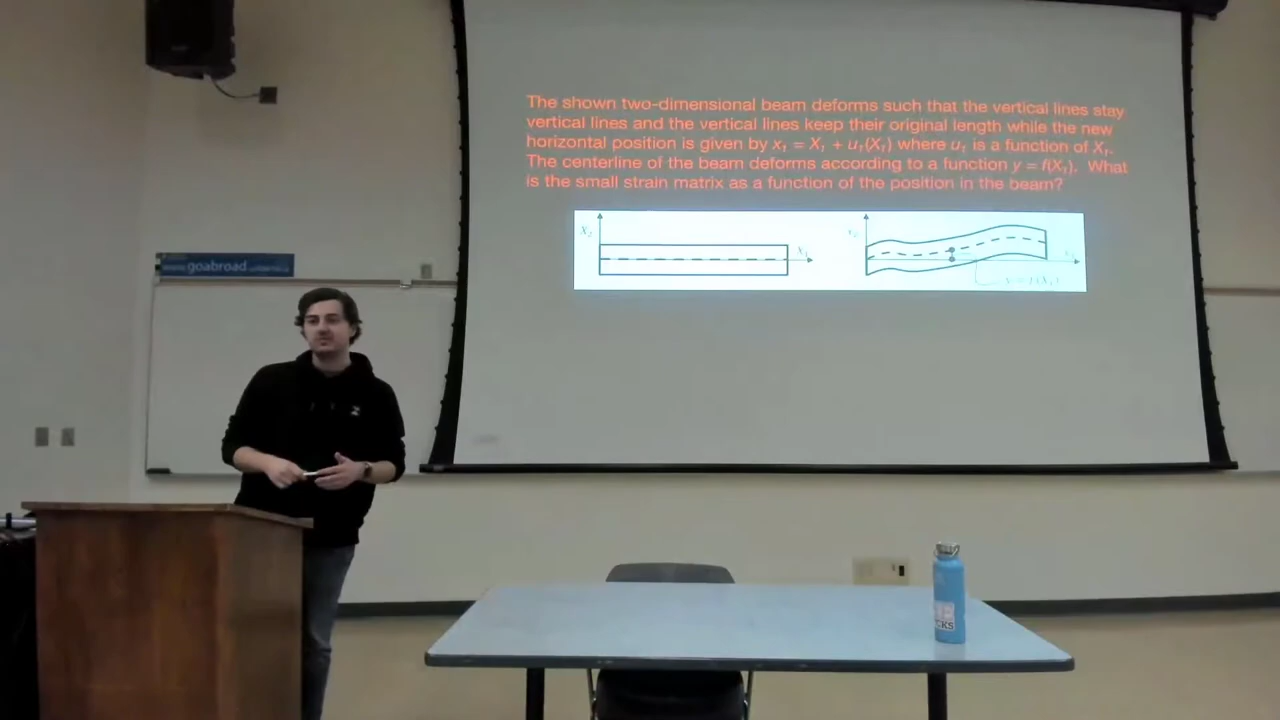 The shown two-dimensional beam deforms such that the vertical lines stay
vertical lines and the vertical lines keep their original length while the new
horizontal position is given by x₁ = X₁ + u₁(X₁) where u₁ is a function of X₁.
The centerline of the beam deforms according to a function y = f(X₁). What
is the small strain matrix as a function of the position in the beam?
X₂
X₁
goabroad